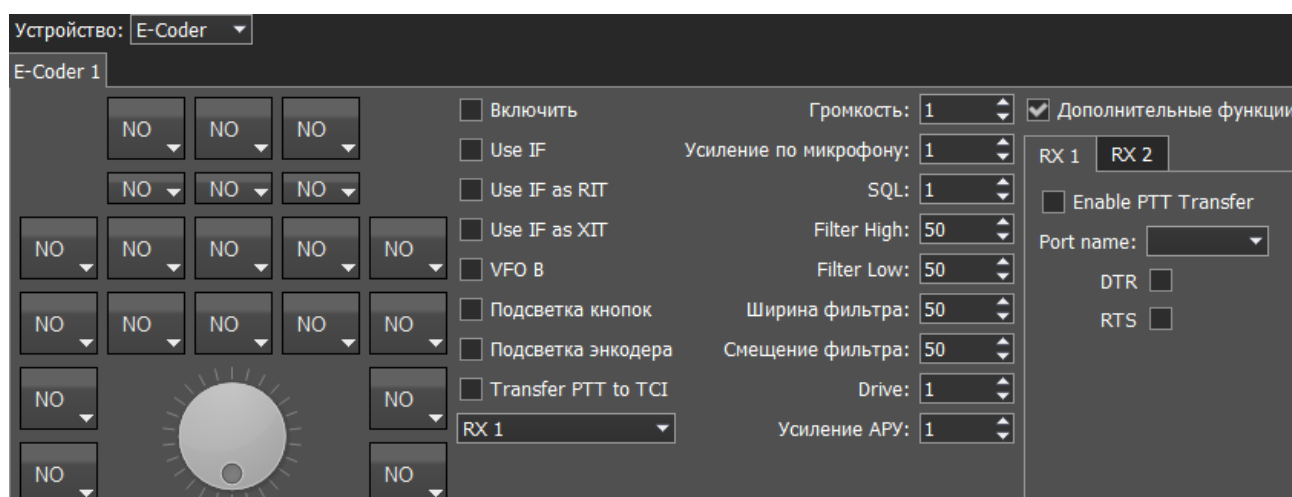 Устройство: E-Coder
E-Coder 1
NO NO NO Включить Громкость: 1 Дополнительные функции
Use IF Усиление по микрофону: 1 RX 1 RX 2
NO NO NO Use IF as RIT SQL: 1 Enable PTT Transfer
NO NO NO NO NO Use IF as XIT Filter High: 50 Port name:
VFO B Filter Low: 50 DTR
NO NO NO NO NO Подсветка кнопок Ширина фильтра: 50 RTS
Подсветка энкодера Смещение фильтра: 50
NO NO Transfer PTT to TCI Drive: 1
RX 1 Усиление АРУ: 1
NO NO